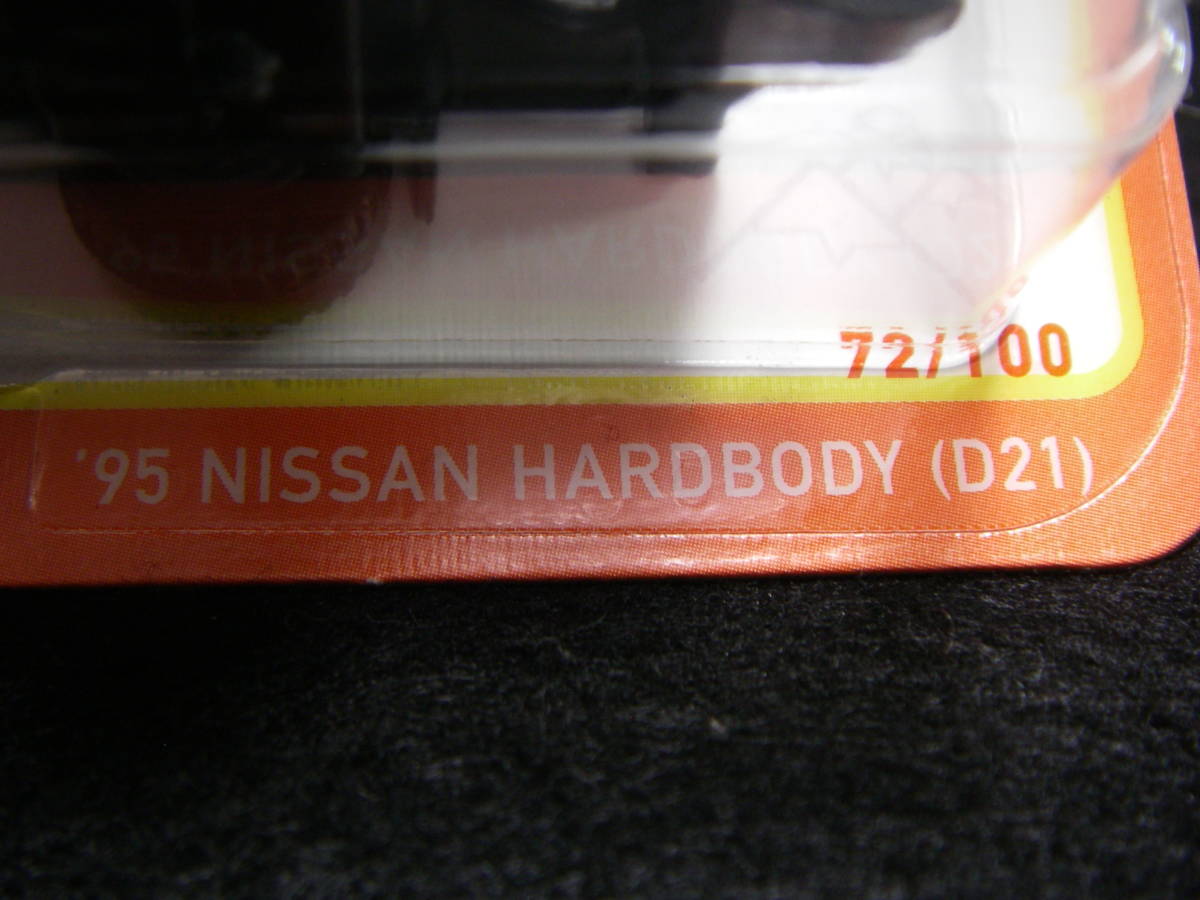 72/100
'95 NISSAN HARDBODY (D21)